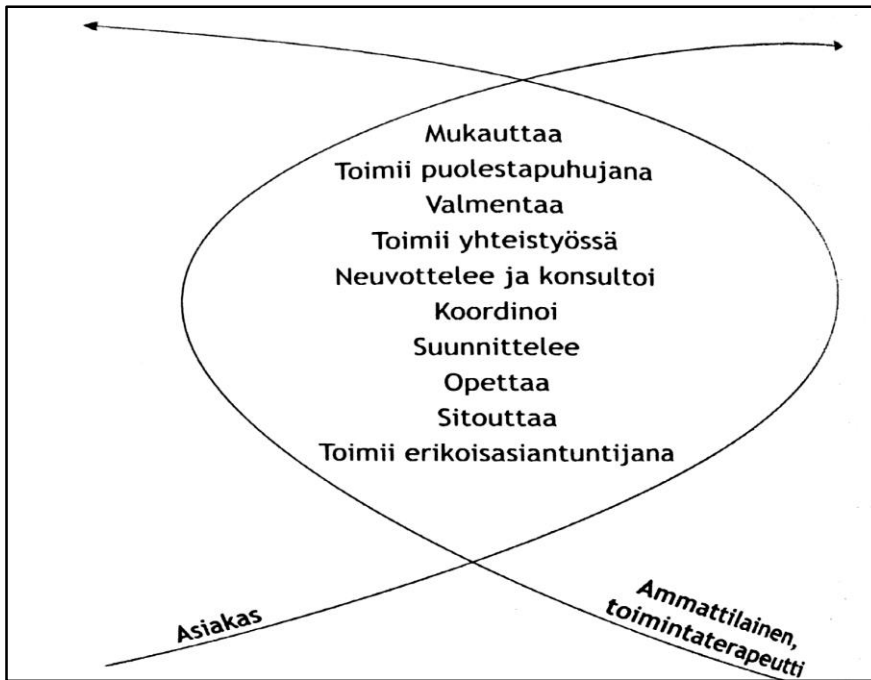 Mukauttaa
Toimii puolestapuhujana
Valmentaa
Toimii yhteistyössä
Neuvottelee ja konsultoi
Koordinoi
Suunnittelee
Opettaa
Sitouttaa
Toimii erikoisasiantuntijana
Asiakas
Ammattilainen,
toimintaterapeutti